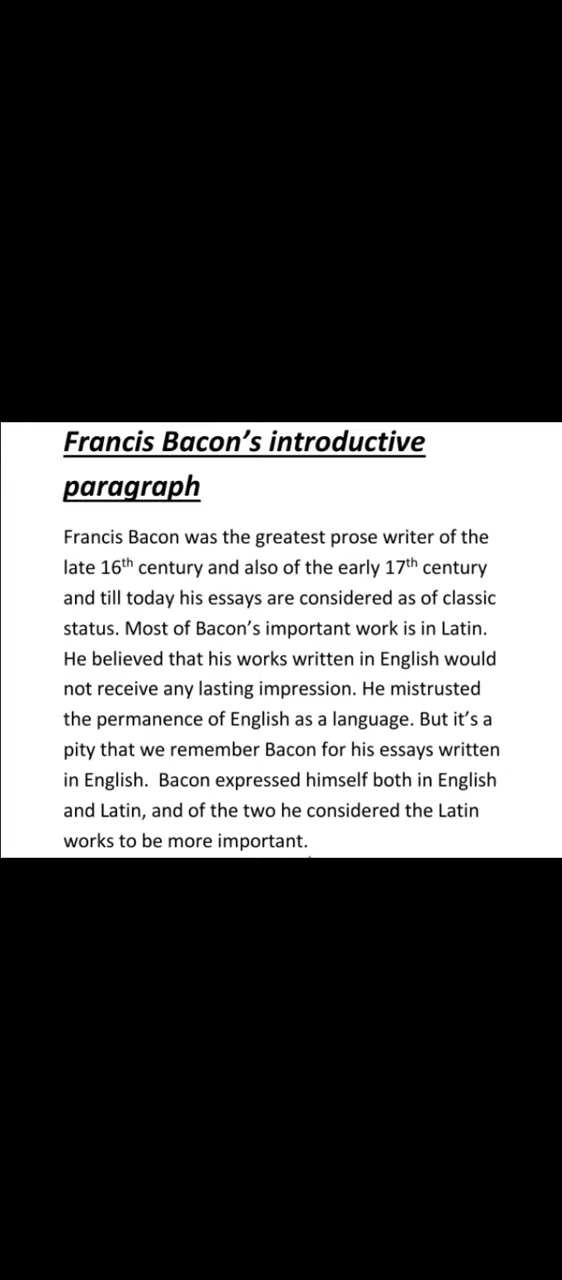 Francis Bacon's introductive
paragraph
Francis Bacon was the greatest prose writer of the
late 16th century and also of the early 17th century
and till today his essays are considered as of classic
status. Most of Bacon's important work is in Latin.
He believed that his works written in English would
not receive any lasting impression. He mistrusted
the permanence of English as a language. But it's a
pity that we remember Bacon for his essays written
in English.  Bacon expressed himself both in English
and Latin, and of the two he considered the Latin
works to be more important.